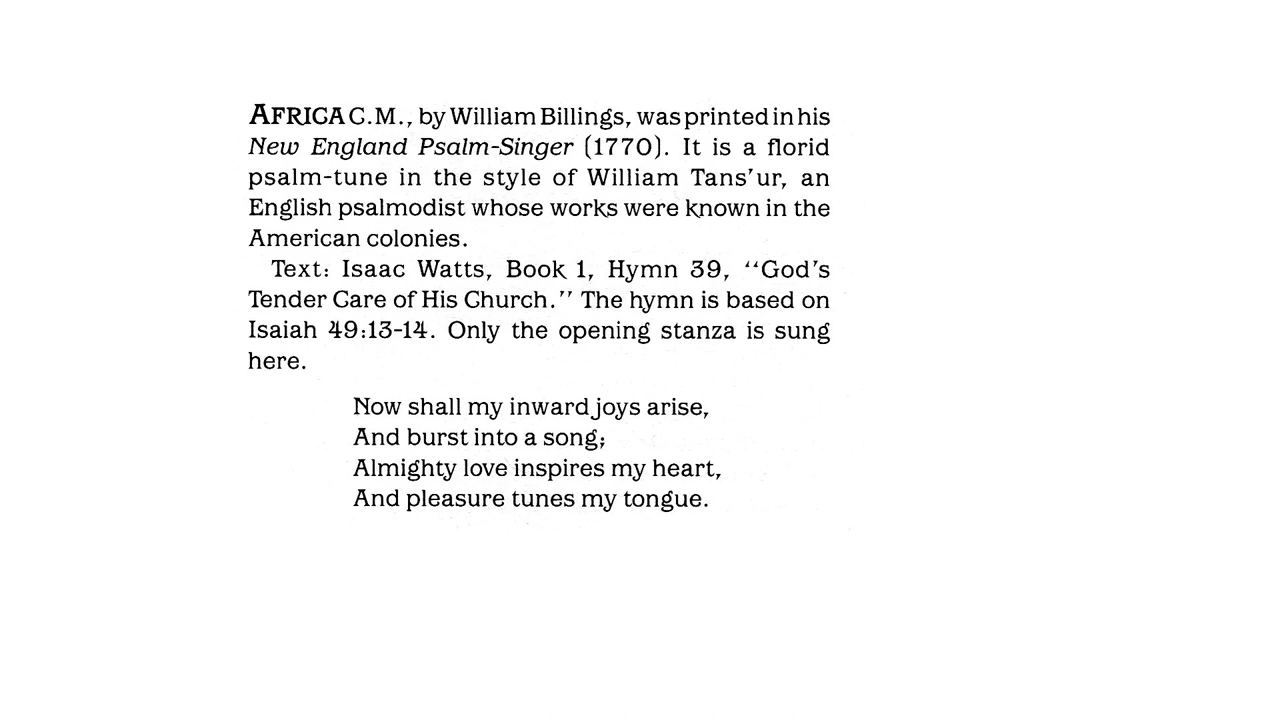 AFRICA C.M., by William Billings, was printed in his
New England Psalm-Singer (1770). It is a florid
psalm-tune in the style of William Tans'ur, an
English psalmodist whose works were known in the
American colonies.
Text: Isaac Watts, Book 1, Hymn 39, “God's
Tender Care of His Church.” The hymn is based on
Isaiah 49:13-14. Only the opening stanza is sung
here.
Now shall my inward joys arise,
And burst into a song;
Almighty love inspires my heart,
And pleasure tunes my tongue.